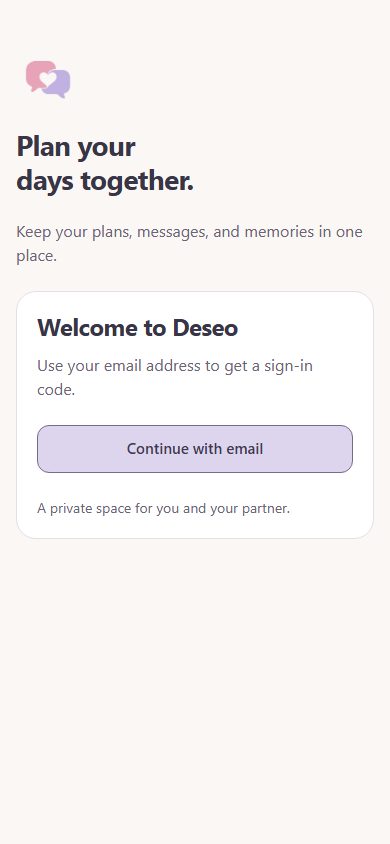 Plan your
days together.
Keep your plans, messages, and memories in one
place.
Welcome to Deseo
Use your email address to get a sign-in
code.
Continue with email
A private space for you and your partner.